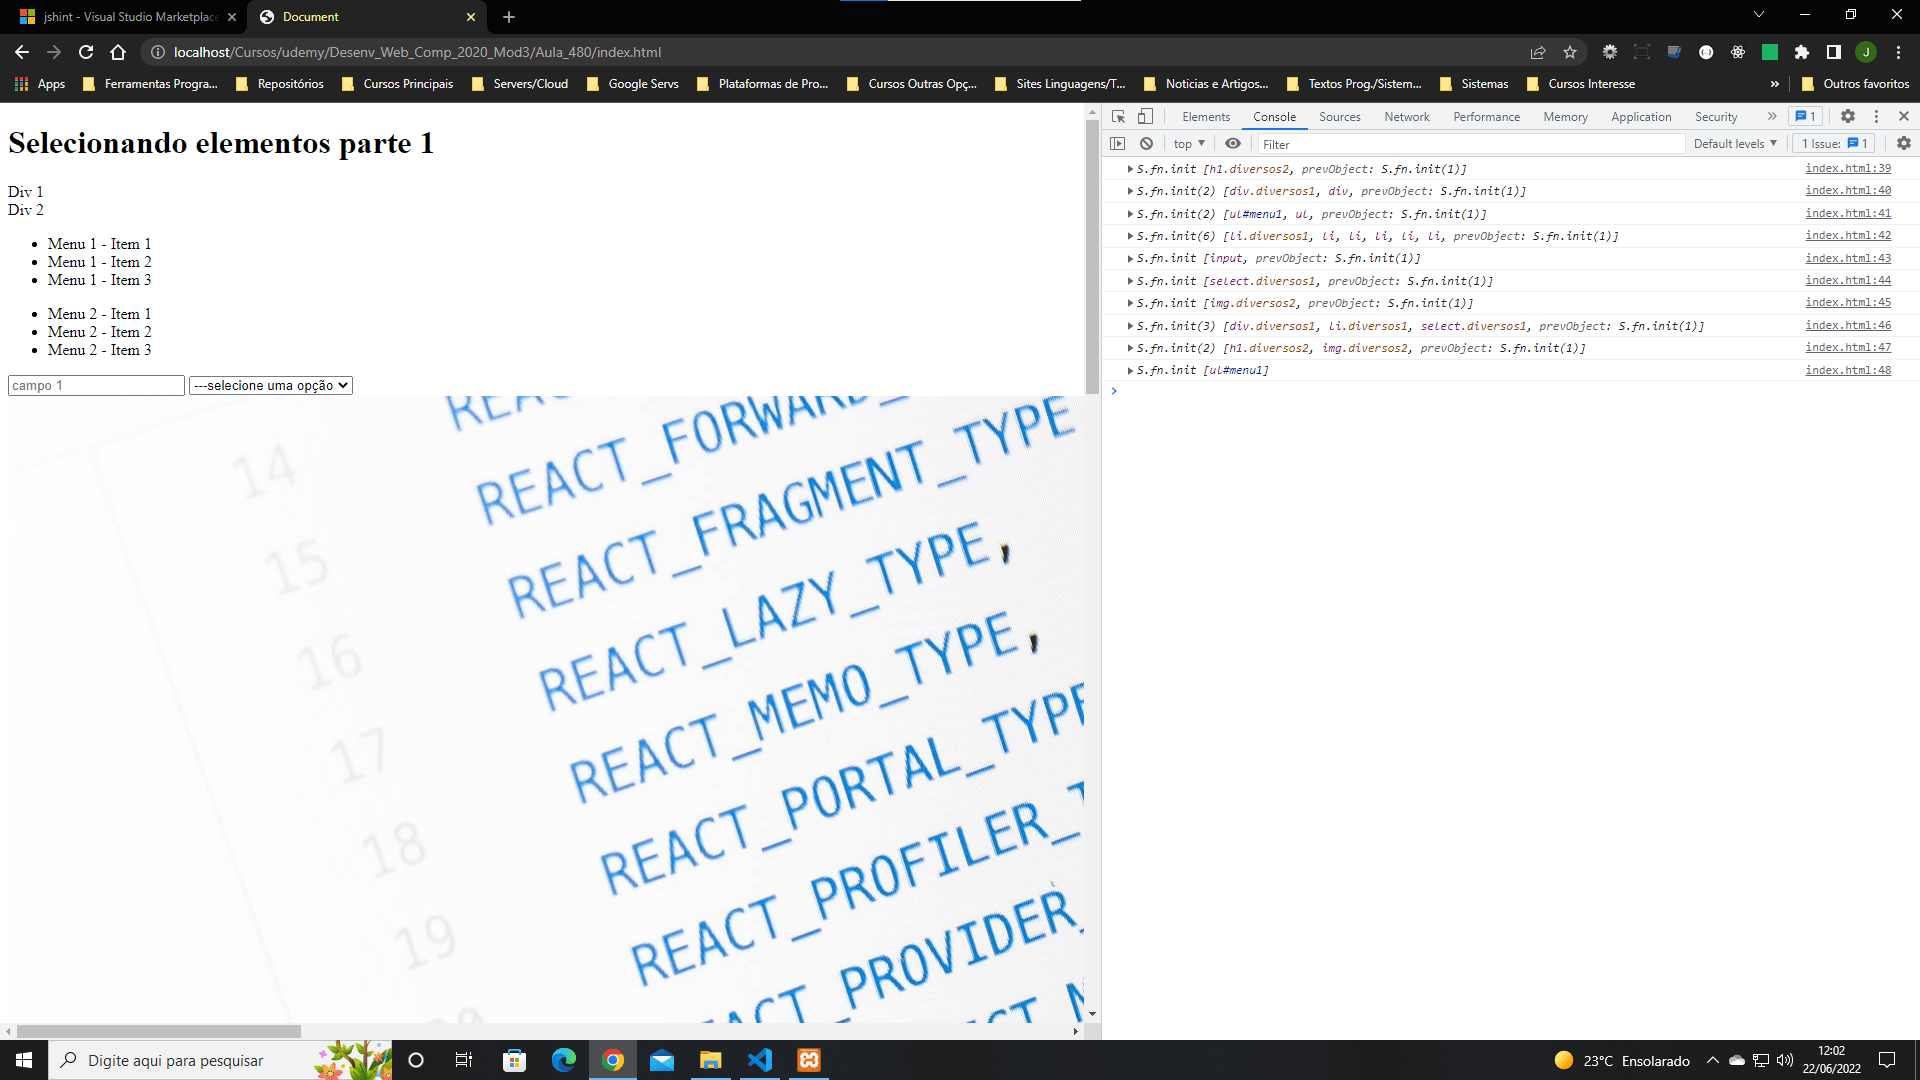 jshint - Visual Studio Marketplace
Document
localhost/Cursos/udemy/Desenv_Web_Comp_2020_Mod3/Aula_480/index.html
J
Apps
Ferramentas Progra...
Repositórios
Cursos Principais
Servers/Cloud
Google Servs
Plataformas de Pro...
Cursos Outras Opç...
Sites Linguagens/T...
Noticias e Artigos...
Textos Prog./Sistem...
Sistemas
Cursos Interesse
»
Outros favoritos
Selecionando elementos parte 1
Div 1
Div 2
Menu 1 - Item 1
Menu 1 - Item 2
Menu 1 - Item 3
Menu 2 - Item 1
Menu 2 - Item 2
Menu 2 - Item 3
campo 1
---selecione uma opção
14
REACT_FORWARD_
15 REACT_FRAGMENT_TYPE
16 REACT_LAZY_TYPE,
17 REACT_MEMO_TYPE,
18 REACT_PORTAL_TYPE
19 REACT_PROFILER_T
REACT_PROVIDER_
Elements Console Sources Network Performance Memory Application Security » 1
top
Filter
Default levels
1 Issue: 1
S.fn.init [h1.diversos2, prevObject: S.fn.init(1)] index.html:39
S.fn.init(2) [div.diversos1, div, prevObject: S.fn.init(1)] index.html:40
S.fn.init(2) [ul#menu1, ul, prevObject: S.fn.init(1)] index.html:41
S.fn.init(6) [li.diversos1, li, li, li, li, li, prevObject: S.fn.init(1)] index.html:42
S.fn.init [input, prevObject: S.fn.init(1)] index.html:43
S.fn.init [select.diversos1, prevObject: S.fn.init(1)] index.html:44
S.fn.init [img.diversos2, prevObject: S.fn.init(1)] index.html:45
S.fn.init(3) [div.diversos1, li.diversos1, select.diversos1, prevObject: S.fn.init(1)] index.html:46
S.fn.init(2) [h1.diversos2, img.diversos2, prevObject: S.fn.init(1)] index.html:47
S.fn.init [ul#menu1] index.html:48
Digite aqui para pesquisar
23°C Ensolarado
12:02
22/06/2022